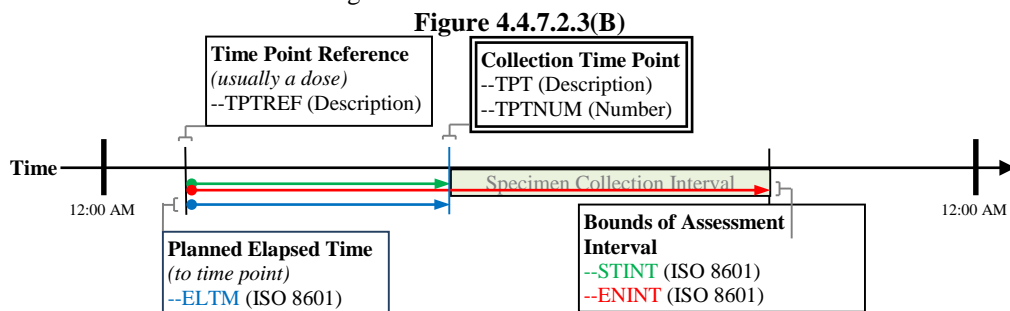 Figure 4.4.7.2.3(B)
Time Point Reference
(usually a dose)
--TPTREF (Description)
Collection Time Point
--TPT (Description)
--TPTNUM (Number)
Time
Specimen Collection Interval
12:00 AM
12:00 AM
Planned Elapsed Time
(to time point)
--ELTM (ISO 8601)
Bounds of Assessment
Interval
--STINT (ISO 8601)
--ENINT (ISO 8601)